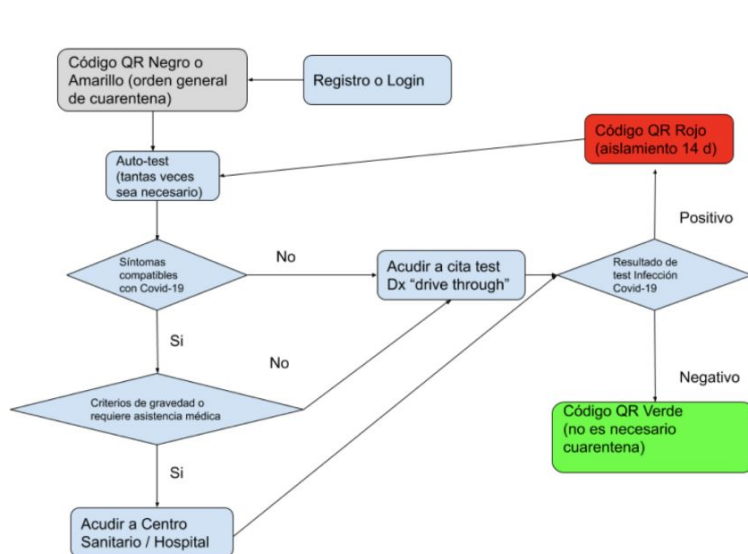 Código QR Negro o
Amarillo (orden general
de cuarentena)
Registro o Login
Código QR Rojo
(aislamiento 14 d)
Auto-test
(tantas veces
sea necesario)
Positivo
Síntomas
compatibles
con Covid-19
No
Acudir a cita test
Dx “drive through”
Resultado de
test Infección
Covid-19
Si
No
Negativo
Criterios de gravedad o
requiere asistencia médica
Código QR Verde
(no es necesario
cuarentena)
Si
Acudir a Centro
Sanitario / Hospital